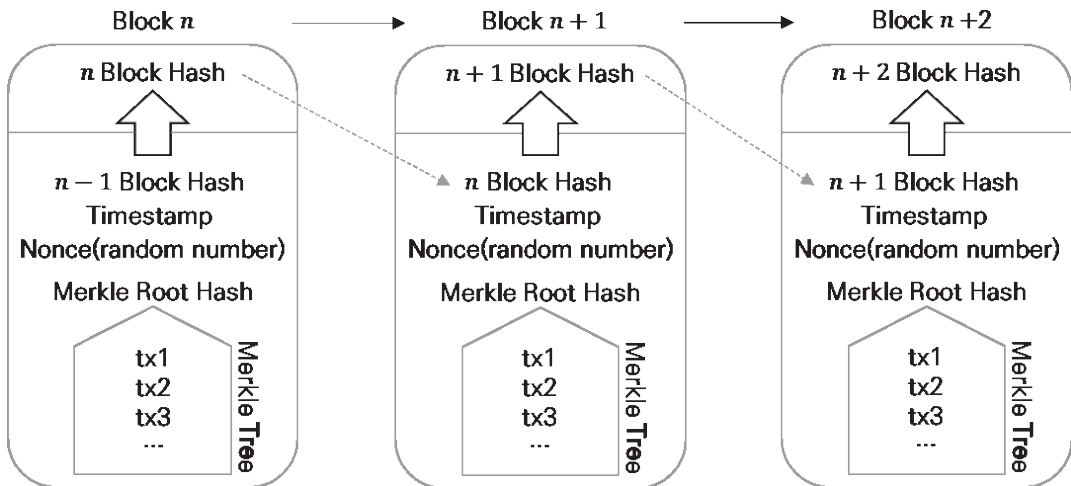 Block n
n Block Hash
n − 1 Block Hash
Timestamp
Nonce(random number)
Merkle Root Hash
tx1
tx2
tx3
...
Merkle Tree
Block n + 1
n + 1 Block Hash
n Block Hash
Timestamp
Nonce(random number)
Merkle Root Hash
tx1
tx2
tx3
...
Merkle Tree
Block n +2
n + 2 Block Hash
n + 1 Block Hash
Timestamp
Nonce(random number)
Merkle Root Hash
tx1
tx2
tx3
...
Merkle Tree